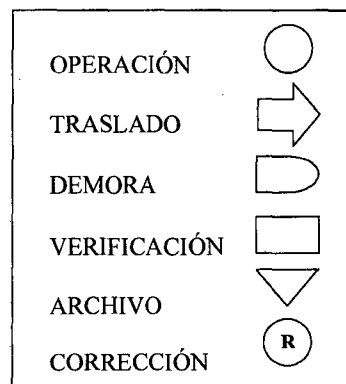 OPERACIÓN
TRASLADO
DEMORA
VERIFICACIÓN
ARCHIVO
CORRECCIÓN R